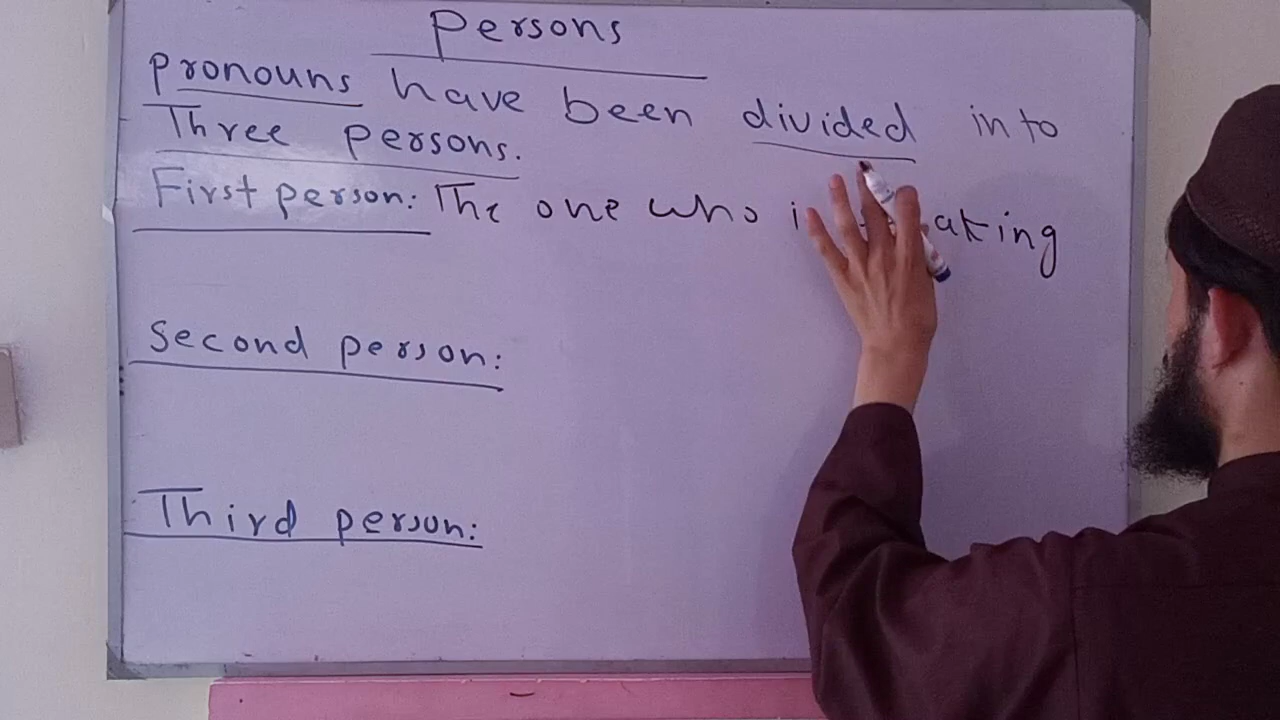 Persons
pronouns have been divided into
Three persons.
First person: The one who
Second person:
Third person: